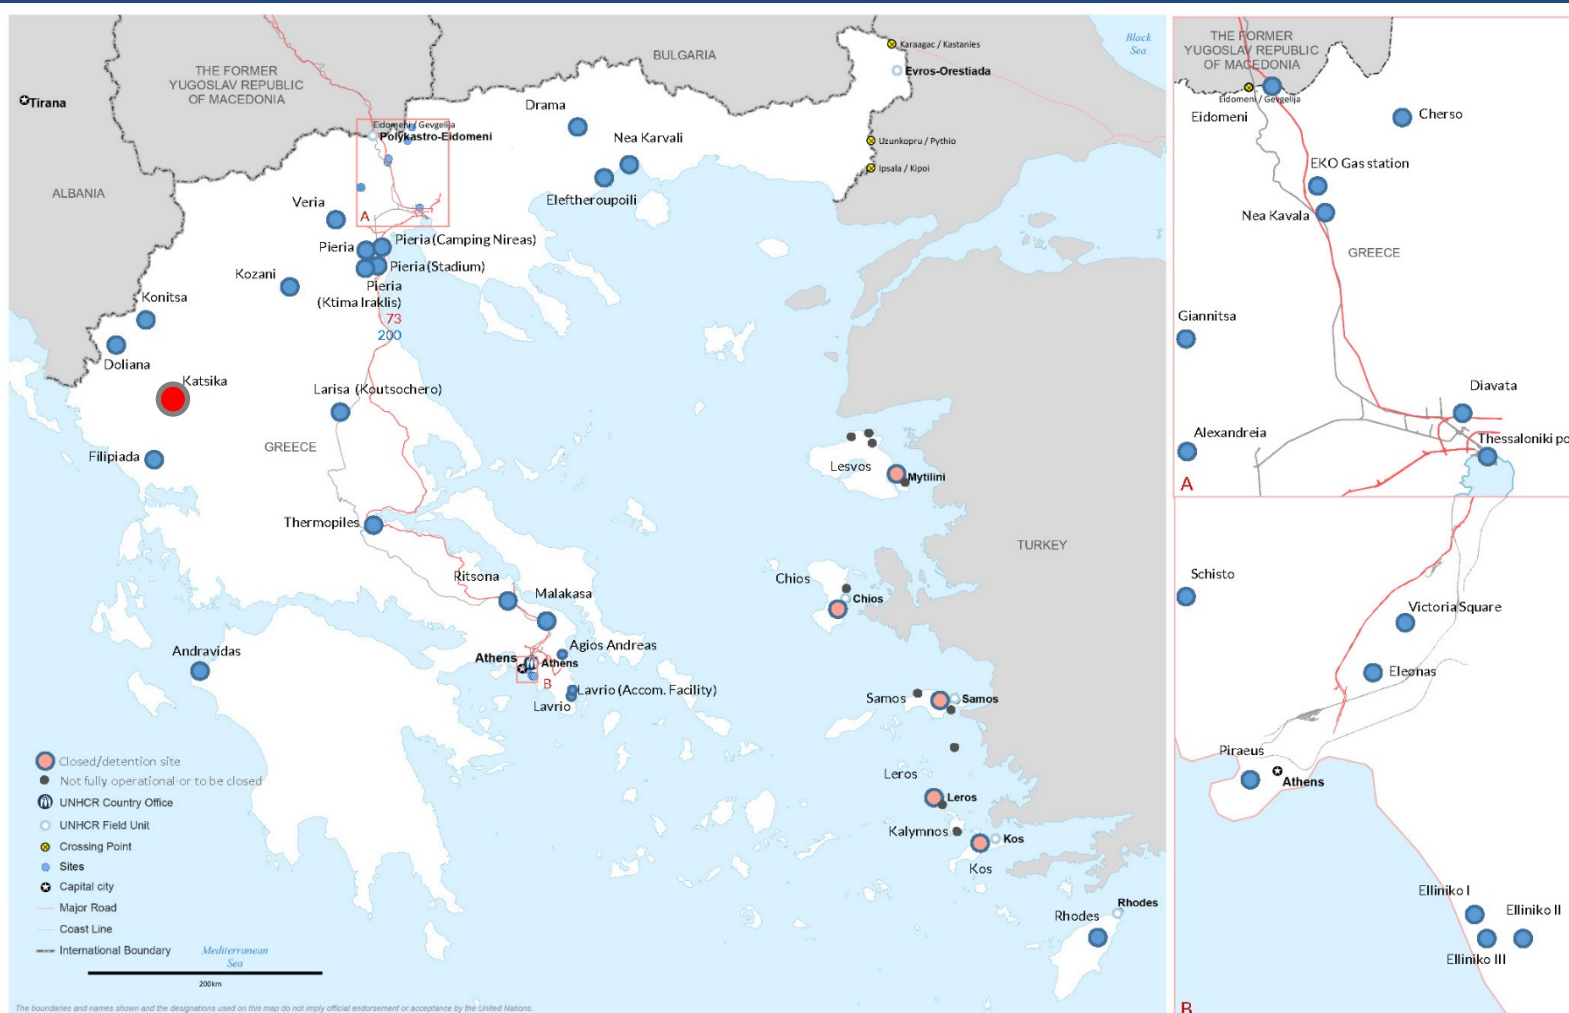 BULGARIA
Black
Sea
Karaagac / Kastanies
Evros-Orestiada
THE FORMER
YUGOSLAV REPUBLIC
OF MACEDONIA
Tirana
Drama
Eidomeni / Gevgelija
Polykastro-Eidomeni
Nea Karvali
Uzunkopru / Pythio
Ipsala / Kipoi
ALBANIA
Eleftheroupoili
Veria
A
Pieria
Pieria (Camping Nireas)
Pieria (Stadium)
Kozani
Pieria
(Ktima Iraklis)
73
200
Konitsa
Doliana
Katsika
Larisa (Koutsochero)
GREECE
Filipiada
Lesvos
Mytilini
Thermopiles
TURKEY
Ritsona
Malakasa
Chios
Chios
Agios Andreas
Andravidas
Athens
Athens
B
Lavrio (Accom. Facility)
Lavrio
Samos
Samos
Leros
Leros
Kalymnos
Kos
Kos
Rhodes
Rhodes
Closed/detention site
Not fully operational or to be closed
UNHCR Country Office
UNHCR Field Unit
Crossing Point
Sites
Capital city
Major Road
Coast Line
International Boundary
Mediterranean
Sea
200km
The boundaries and names shown and the designations used on this map do not imply official endorsement or acceptance by the United Nations.
THE FORMER
YUGOSLAV REPUBLIC
OF MACEDONIA
Eidomeni / Gevgelija
Eidomeni
Cherso
EKO Gas station
Nea Kavala
GREECE
Giannitsa
Diavata
Alexandreia
Thessaloniki po
A
Schisto
Victoria Square
Eleonas
Piraeus
Athens
Elliniko I
Elliniko II
Elliniko III
B